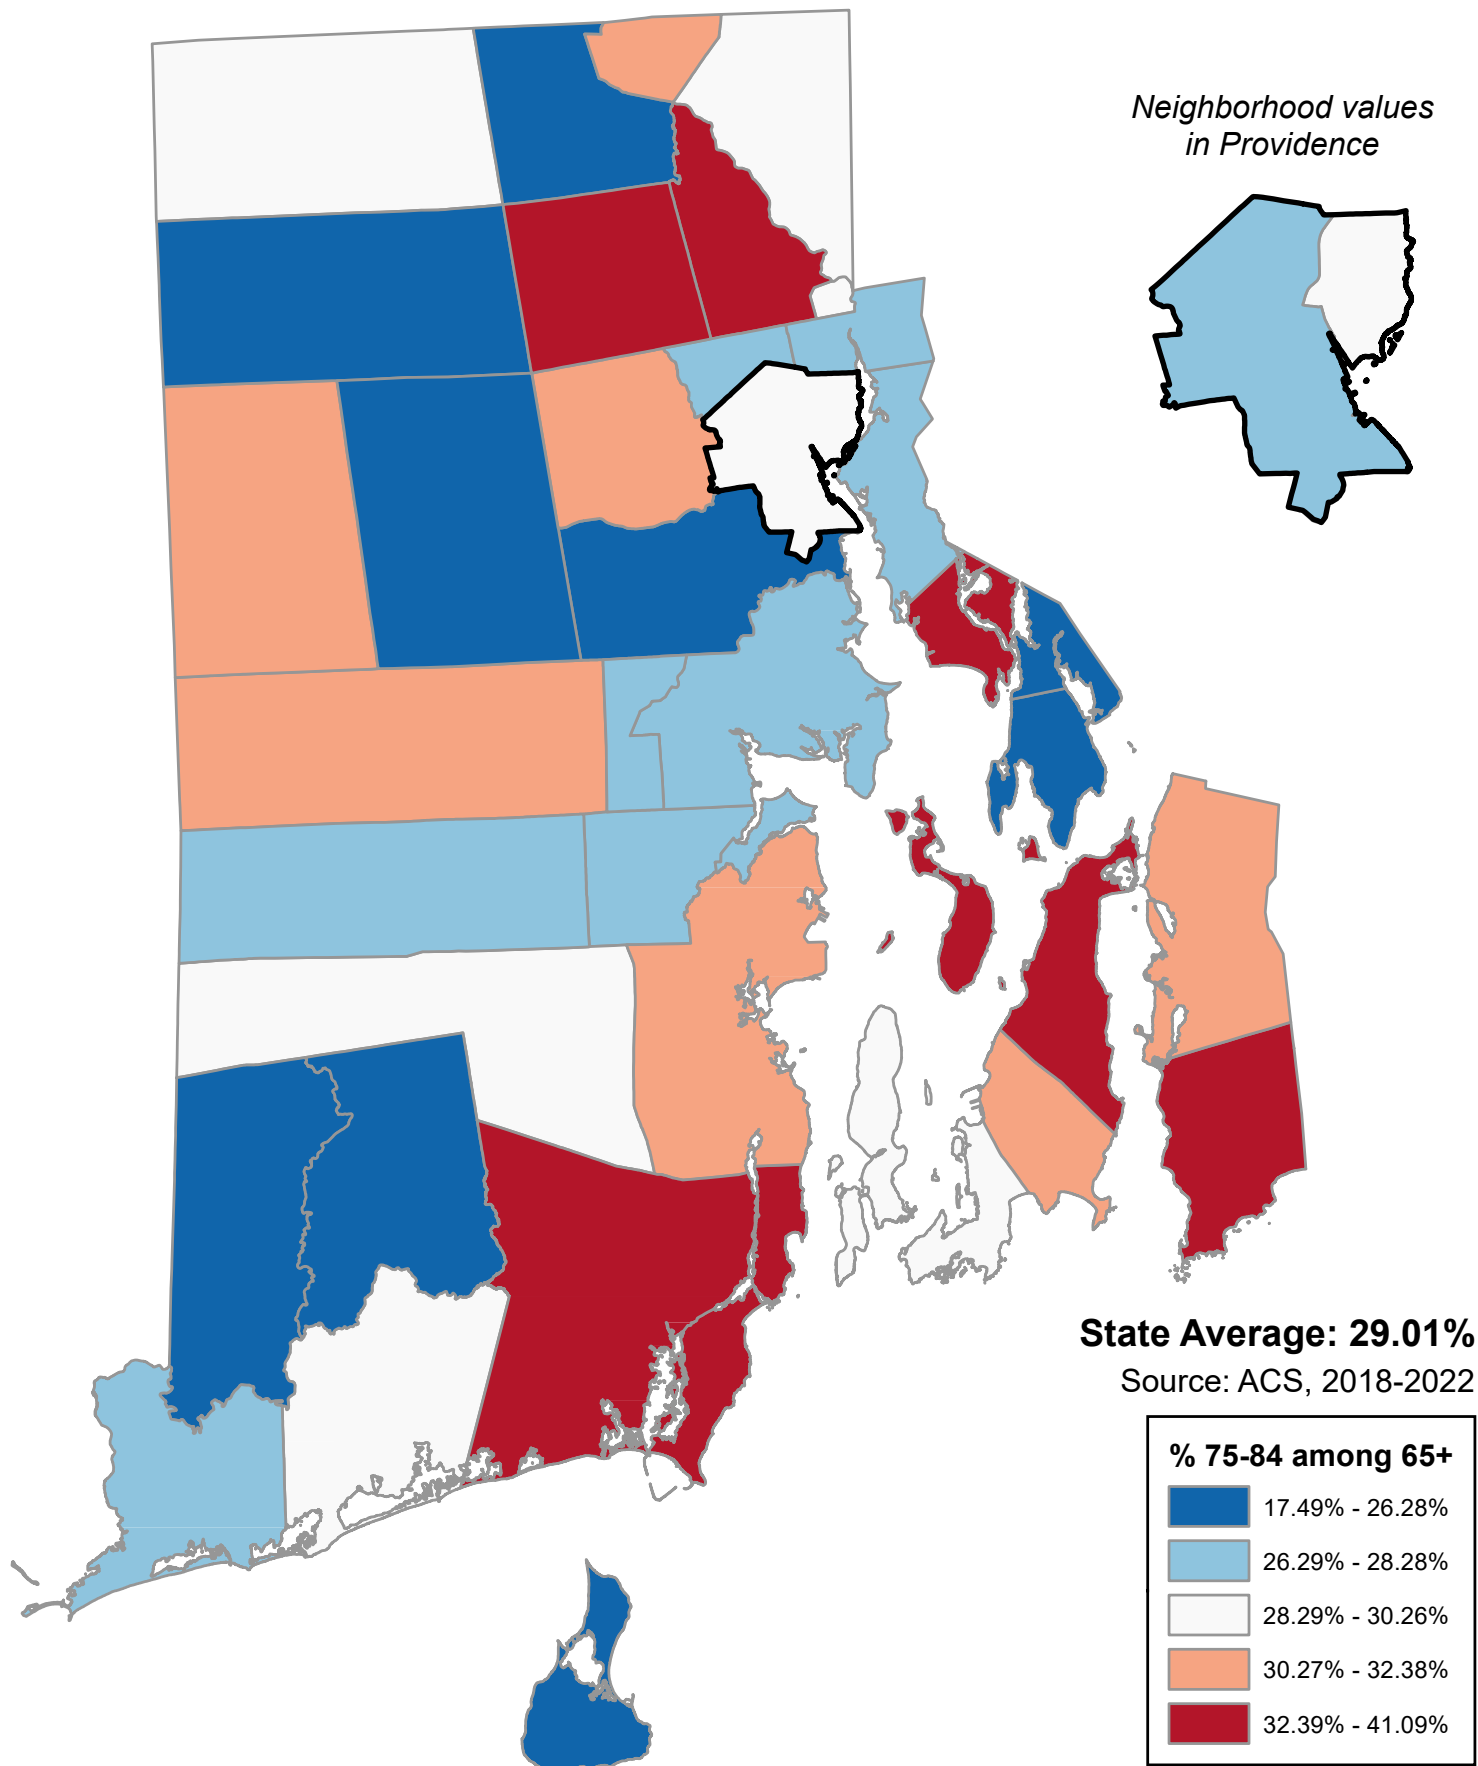 Neighborhood values
in Providence
State Average: 29.01%
Source: ACS, 2018-2022
% 75-84 among 65+
17.49% - 26.28%
26.29% - 28.28%
28.29% - 30.26%
30.27% - 32.38%
32.39% - 41.09%